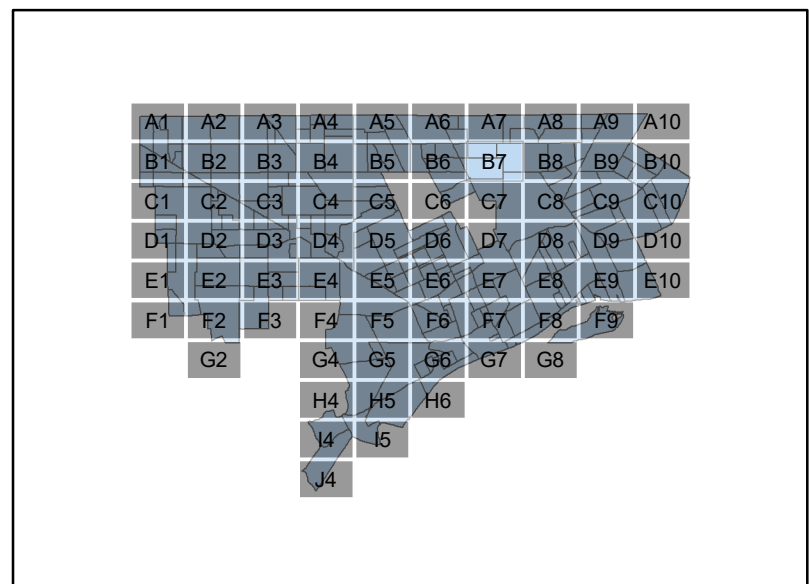 A1 A2 A3 A4 A5 A6 A7 A8 A9 A10
B1 B2 B3 B4 B5 B6 B7 B8 B9 B10
C1 C2 C3 C4 C5 C6 C7 C8 C9 C10
D1 D2 D3 D4 D5 D6 D7 D8 D9 D10
E1 E2 E3 E4 E5 E6 E7 E8 E9 E10
F1 F2 F3 F4 F5 F6 F7 F8 F9
G2 G4 G5 G6 G7 G8
H4 H5 H6
I4 I5
J4